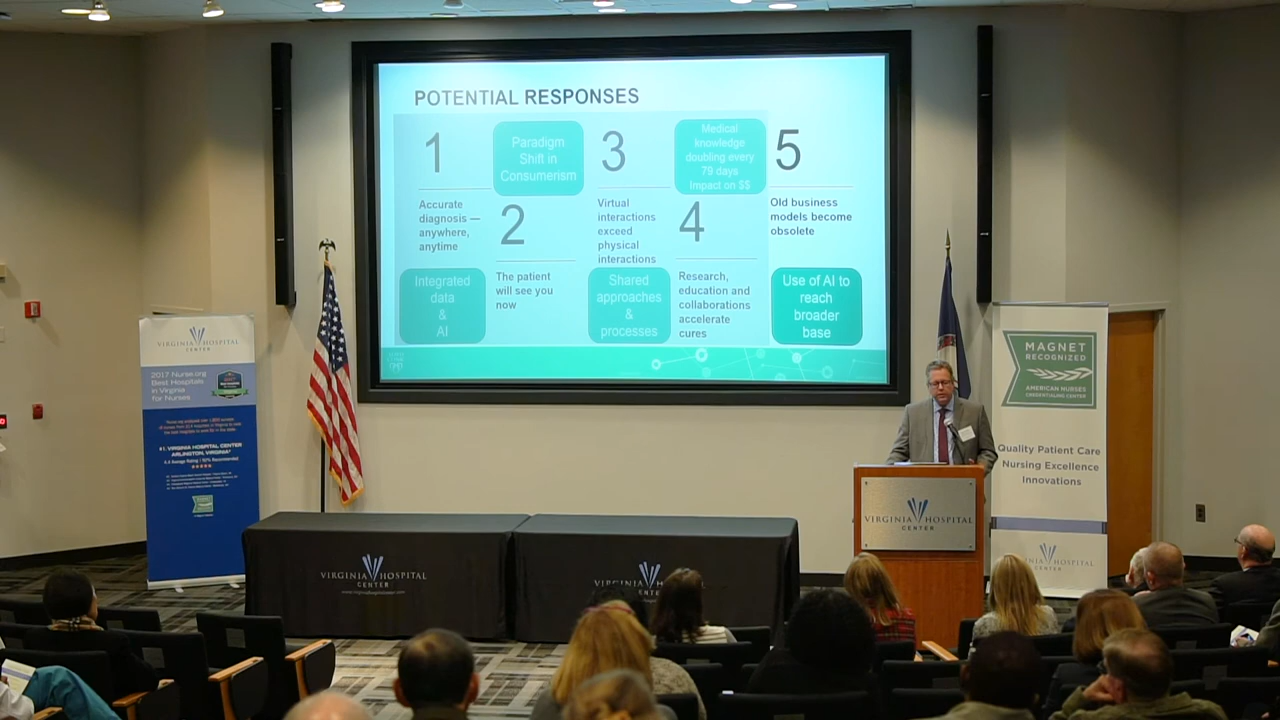 POTENTIAL RESPONSES
1
Accurate
diagnosis —
anywhere,
anytime
Integrated
data
&
AI
Paradigm
Shift in
Consumerism
2
The patient
will see you
now
3
Virtual
interactions
exceed
physical
interactions
Shared
approaches
&
processes
Medical
knowledge
doubling every
79 days
Impact on $$
4
Research,
education and
collaborations
accelerate
cures
5
Old business
models become
obsolete
Use of AI to
reach
broader
base
VIRGINIA HOSPITAL
CENTER
2017 Nurse.org
Best Hospitals
in Virginia
for Nurses
#1. VIRGINIA HOSPITAL CENTER
ARLINGTON, VIRGINIA*
VIRGINIA HOSPITAL
CENTER
VIRGINIA HOSPITAL
CENTER
VIRGINIA HOSPITAL
CENTER
MAGNET
RECOGNIZED
AMERICAN NURSES
CREDENTIALING CENTER
Quality Patient Care
Nursing Excellence
Innovations
VIRGINIA HOSPITAL
CENTER